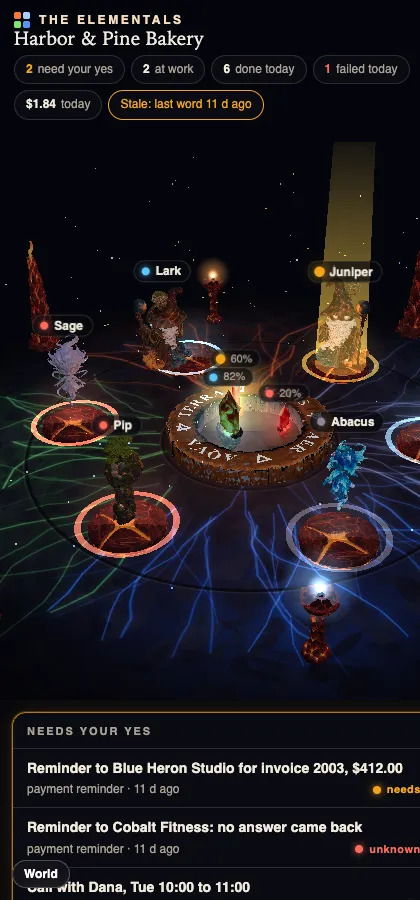 THE ELEMENTALS
Harbor & Pine Bakery
2 need your yes
2 at work
6 done today
1 failed today
$1.84 today
Stale: last word 11 d ago
Lark
Juniper
Sage
60%
82%
20%
Pip
Abacus
NEEDS YOUR YES
Reminder to Blue Heron Studio for invoice 2003, $412.00
payment reminder · 11 d ago
needs
Reminder to Cobalt Fitness: no answer came back
payment reminder · 11 d ago
unknown
World
Call with Dana, Tue 10:00 to 11:00